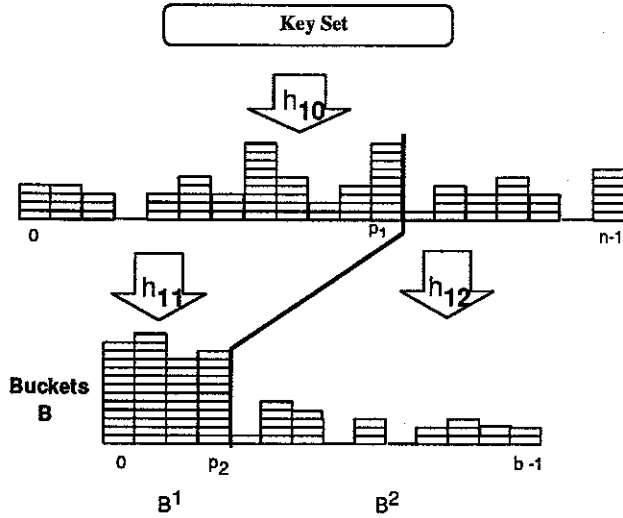 Key Set
h10
0 p1 n-1
h11 h12
Buckets
B
0 p2 b-1
B1 B2